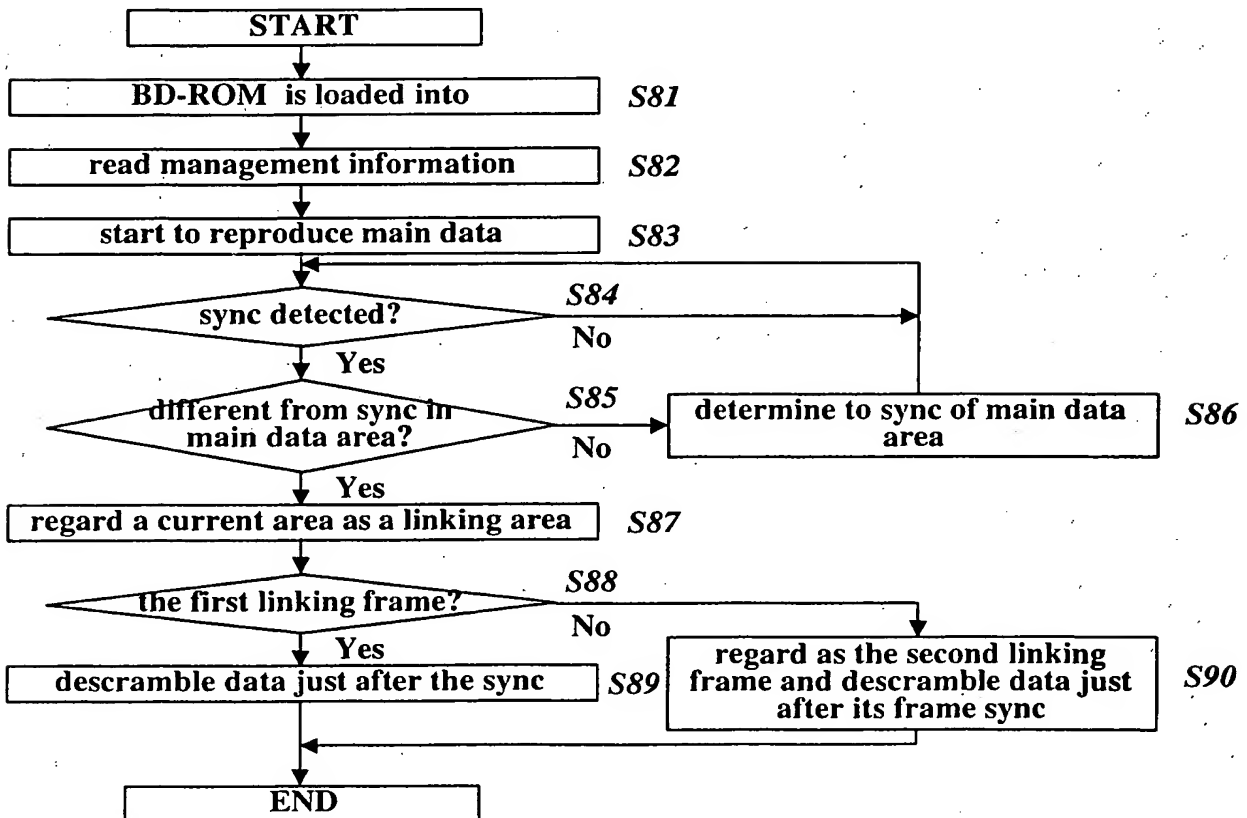 START
BD-ROM is loaded into
S81
read management information
S82
start to reproduce main data
S83
sync detected?
S84
No
Yes
different from sync in
main data area?
S85
No
determine to sync of main data
area
S86
Yes
regard a current area as a linking area
S87
the first linking frame?
S88
No
Yes
descramble data just after the sync
S89
regard as the second linking
frame and descramble data just
after its frame sync
S90
END